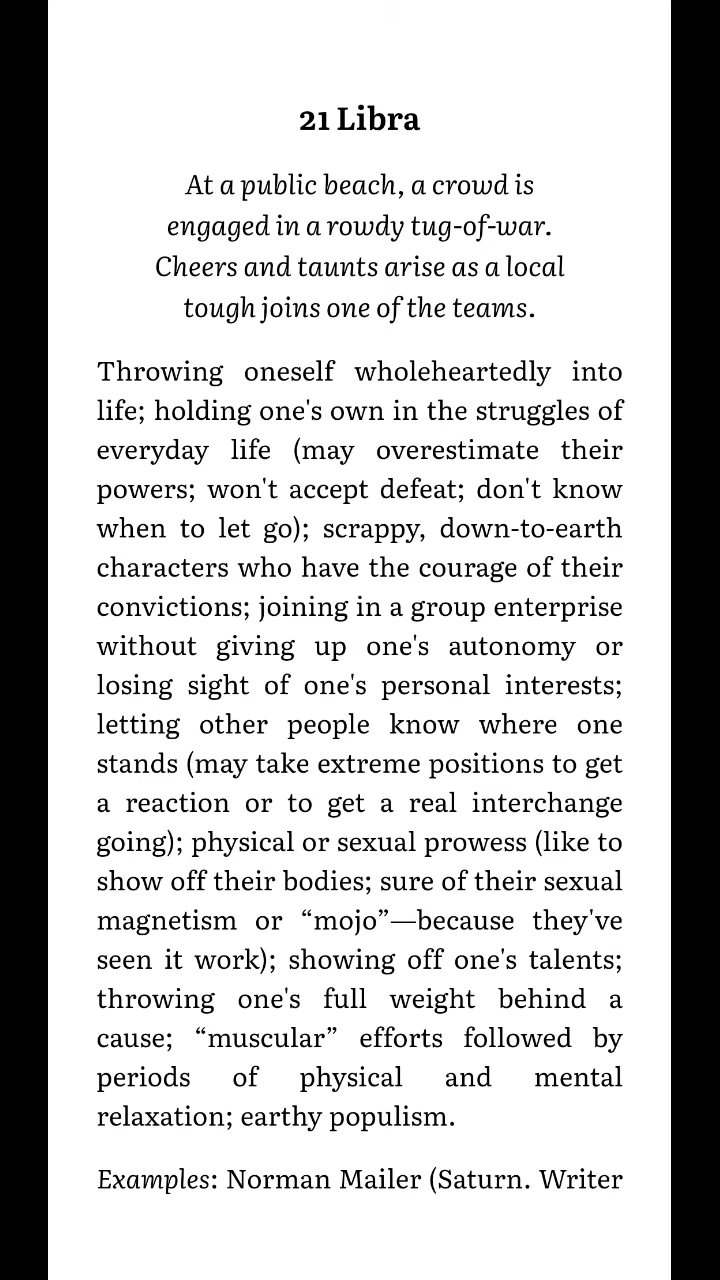 21 Libra
At a public beach, a crowd is
engaged in a rowdy tug-of-war.
Cheers and taunts arise as a local
tough joins one of the teams.
Throwing oneself wholeheartedly into
life; holding one's own in the struggles of
everyday life (may overestimate their
powers; won't accept defeat; don't know
when to let go); scrappy, down-to-earth
characters who have the courage of their
convictions; joining in a group enterprise
without giving up one's autonomy or
losing sight of one's personal interests;
letting other people know where one
stands (may take extreme positions to get
a reaction or to get a real interchange
going); physical or sexual prowess (like to
show off their bodies; sure of their sexual
magnetism or “mojo”—because they've
seen it work); showing off one's talents;
throwing one's full weight behind a
cause; “muscular” efforts followed by
periods of physical and mental
relaxation; earthy populism.
Examples: Norman Mailer (Saturn. Writer